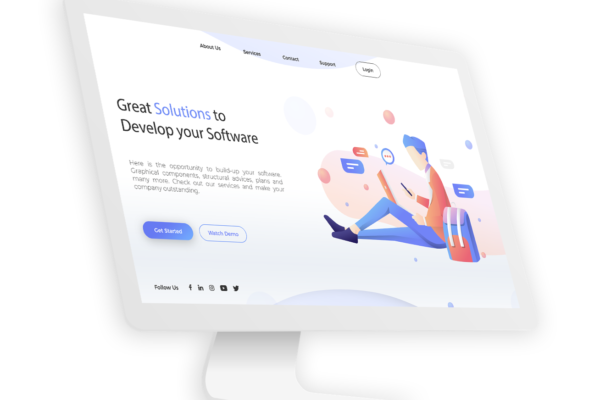 About Us
Services
Contact
Support
Login
Great Solutions to
Develop your Software
Here is the opportunity to build-up your software,
Graphical components, structural advices, plans and
many more. Check out our services and make your
company outstanding.
Get Started
Watch Demo
Follow Us